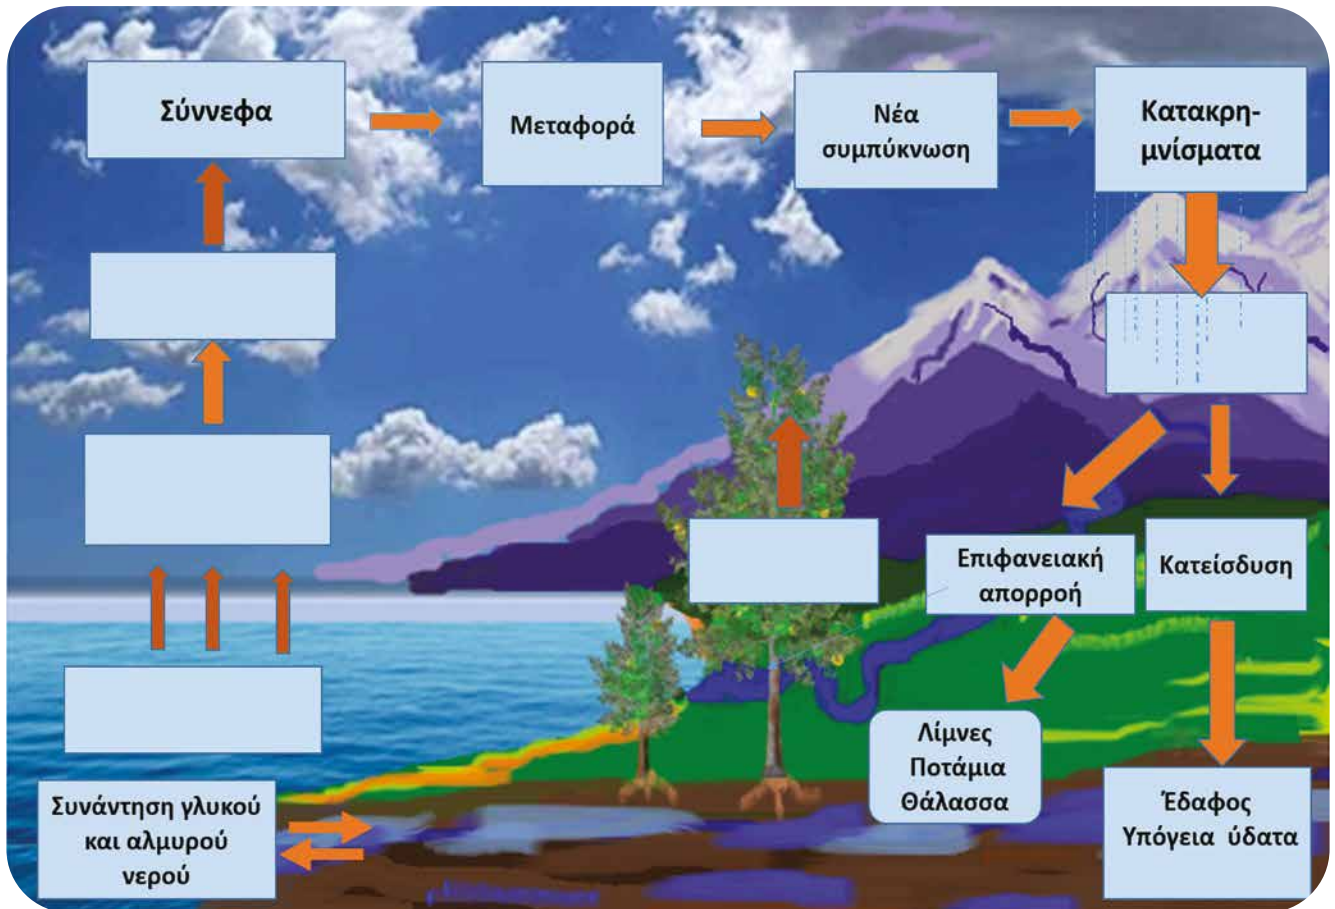 Σύννεφα
Μεταφορά
Νέα
συμπύκνωση
Κατακρη-
μνίσματα
Επιφανειακή
απορροή
Κατείσδυση
Λίμνες
Ποτάμια
Θάλασσα
Έδαφος
Υπόγεια ύδατα
Συνάντηση γλυκού
και αλμυρού
νερού